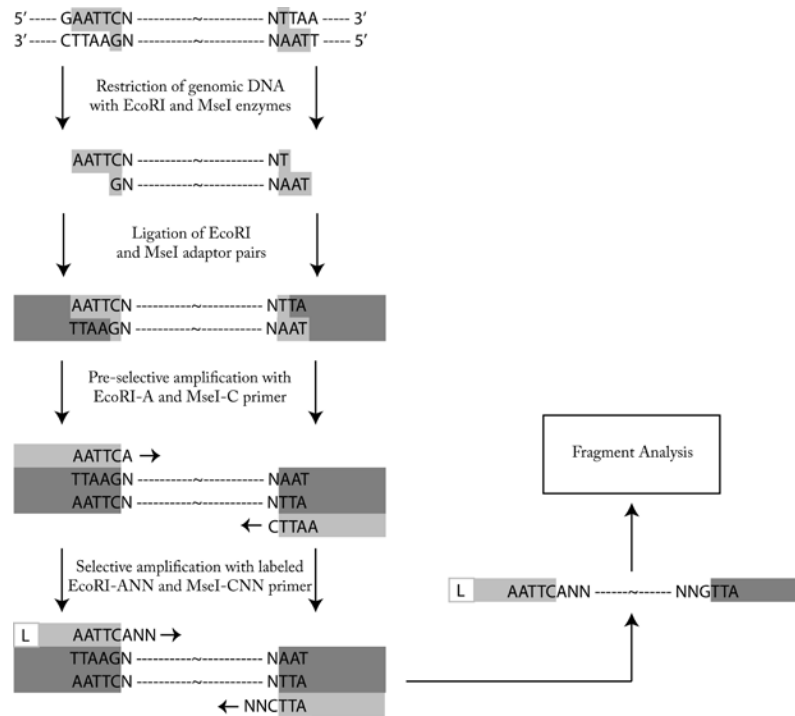 5′ ----- GAATTCN ------------~------------ NTTAA ----- 3′
3′ ----- CTTAAGN ------------~------------ NAATT ----- 5′
Restriction of genomic DNA
with EcoRI and MseI enzymes
AATTCN ------------~------------ NT
GN ------------~------------ NAAT
Ligation of EcoRI
and MseI adaptor pairs
AATTCN ------------~------------ NTTA
TTAAGN ------------~------------ NAAT
Pre-selective amplification with
EcoRI-A and MseI-C primer
AATTCA →
TTAAGN ------------~------------ NAAT
AATTCN ------------~------------ NTTA
← CTTAA
Selective amplification with labeled
EcoRI-ANN and MseI-CNN primer
L AATTCANN →
TTAAGN ------------~------------ NAAT
AATTCN ------------~------------ NTTA
← NNCTTA
Fragment Analysis
L AATTCANN -------~------- NNGTTA